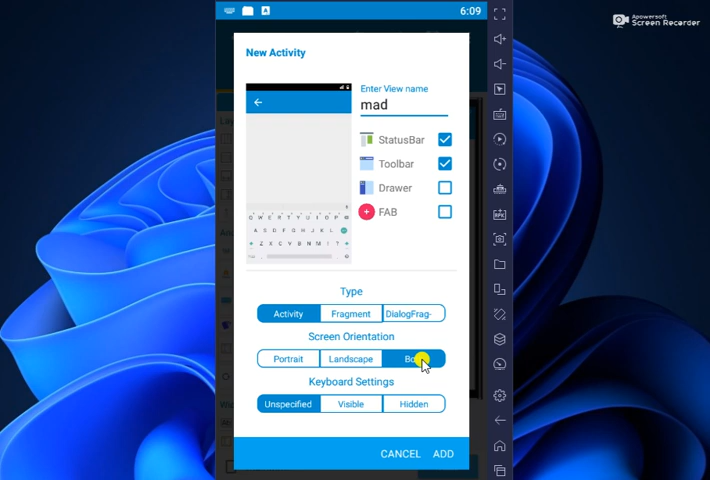 6:09
Apowersoft
Screen Recorder
New Activity
Enter View name
mad
StatusBar
Toolbar
Drawer
FAB
Type
Activity Fragment DialogFrag-
Screen Orientation
Portrait Landscape
Keyboard Settings
Unspecified Visible Hidden
CANCEL ADD